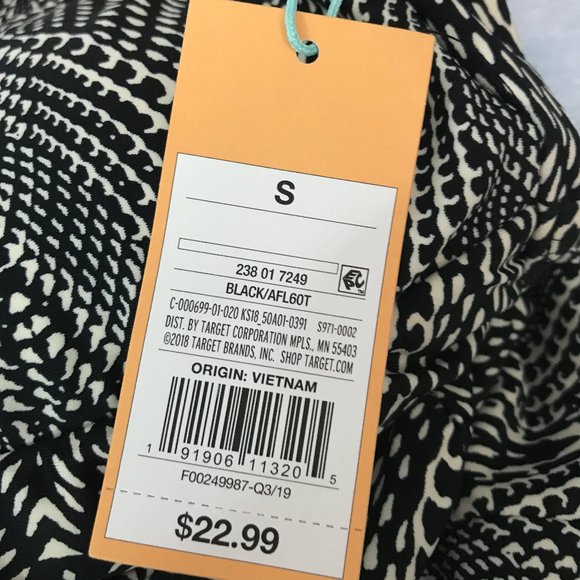 S
238 01 7249
BLACK/AFL60T
C-000699-01-020 KS18_50A01-0391 S971-0002
DIST. BY TARGET CORPORATION MPLS., MN 55403
©2018 TARGET BRANDS, INC. SHOP TARGET.COM
ORIGIN: VIETNAM
1 91906 11320 5
F00249987-Q3/19
$22.99